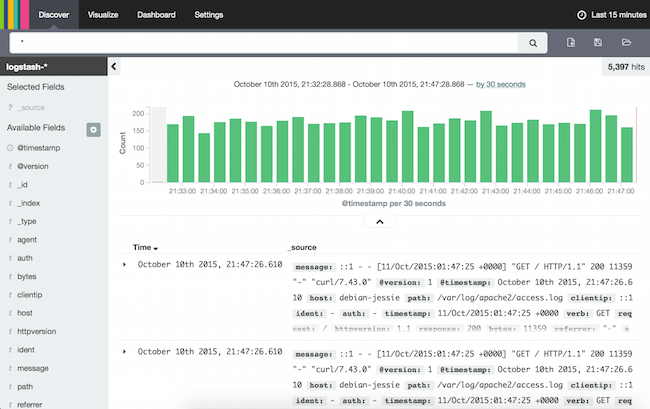 Discover Visualize Dashboard Settings Last 15 minutes
*
logstash-* 5,397 hits
Selected Fields
? _source
Available Fields
@timestamp
t @version
t _id
t _index
t _type
t agent
t auth
t bytes
t clientip
t host
t httpversion
t ident
t message
t path
t referrer
October 10th 2015, 21:32:28.868 - October 10th 2015, 21:47:28.868 — by 30 seconds
Count
200
150
100
50
0
21:33:00 21:34:00 21:35:00 21:36:00 21:37:00 21:38:00 21:39:00 21:40:00 21:41:00 21:42:00 21:43:00 21:44:00 21:45:00 21:46:00 21:47:00
@timestamp per 30 seconds
Time _source
October 10th 2015, 21:47:26.610 message: ::1 - - [11/Oct/2015:01:47:25 +0000] "GET / HTTP/1.1" 200 11359
"-" "curl/7.43.0" @version: 1 @timestamp: October 10th 2015, 21:47:26.6
10 host: debian-jessie path: /var/log/apache2/access.log clientip: ::1
ident: - auth: - timestamp: 11/Oct/2015:01:47:25 +0000 verb: GET req
uest: / httpversion: 1.1 response: 200 bytes: 11359 referrer: "-" a
October 10th 2015, 21:47:26.610 message: ::1 - - [11/Oct/2015:01:47:25 +0000] "GET / HTTP/1.1" 200 11359
"-" "curl/7.43.0" @version: 1 @timestamp: October 10th 2015, 21:47:26.6
10 host: debian-jessie path: /var/log/apache2/access.log clientip: ::1
ident: - auth: - timestamp: 11/Oct/2015:01:47:25 +0000 verb: GET req